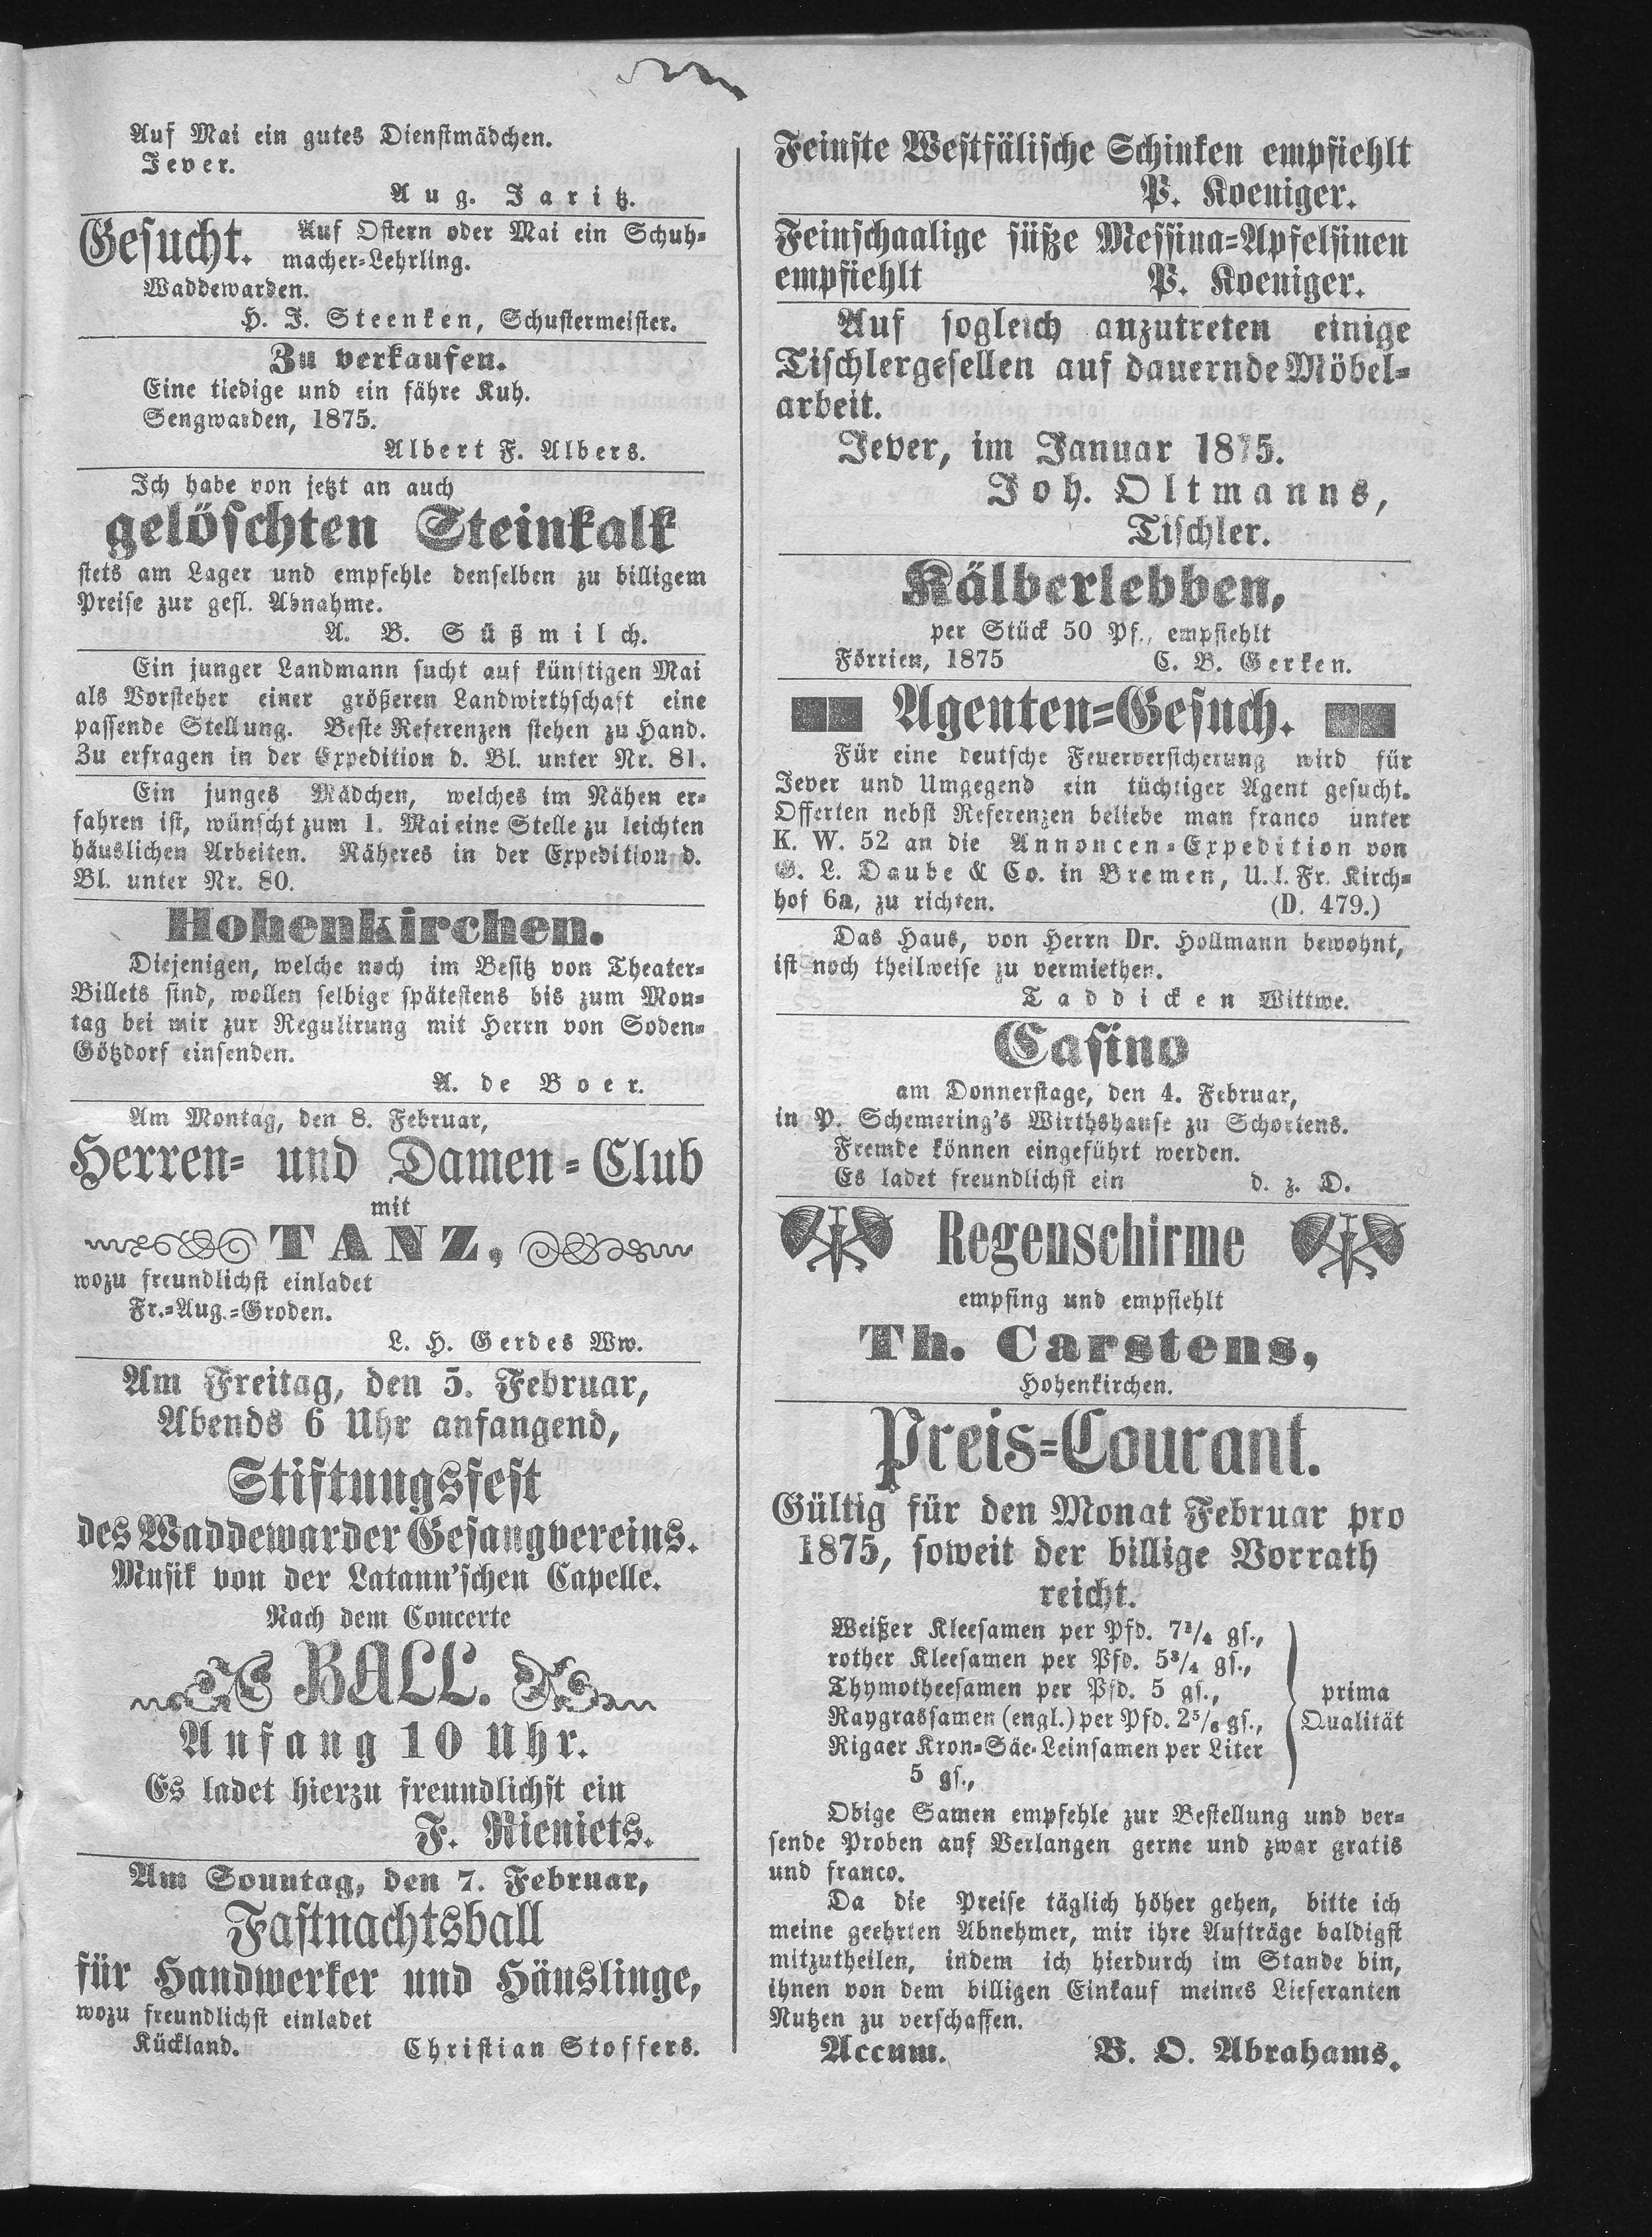 Auf Mai ein gutes Dienstmädchen.
Jever.
Aug. Jaritz.
Gesucht. Auf Ostern oder Mai ein Schuh-
macher-Lehrling.
Waddewarden.
H. J. Steenken, Schustermeister.
Zu verkaufen.
Eine tiedige und ein fähre Kuh.
Sengwarden, 1875.
Albert F. Albers.
Ich habe von jetzt an auch
gelöschten Steinkalk
stets am Lager und empfehle denselben zu billigem
Preise zur gefl. Abnahme.
A. B. Süßmilch.
Ein junger Landmann sucht auf künftigen Mai
als Vorsteher einer größeren Landwirthschaft eine
passende Stellung. Beste Referenzen stehen zu Hand.
Zu erfragen in der Expedition d. Bl. unter Nr. 81.
Ein junges Mädchen, welches im Nähen er-
fahren ist, wünscht zum 1. Mai eine Stelle zu leichten
häuslichen Arbeiten. Näheres in der Expedition d.
Bl. unter Nr. 80.
Hohenkirchen.
Diejenigen, welche noch im Besitz von Theater-
Billets sind, wollen selbige spätestens bis zum Mon-
tag bei mir zur Regulirung mit Herrn von Soden-
Götzdorf einsenden.
A. de Boer.
Am Montag, den 8. Februar,
Herren- und Damen-Club
mit
TANZ,
wozu freundlichst einladet
Fr.-Aug.-Groden.
L. H. Gerdes Ww.
Am Freitag, den 5. Februar,
Abends 6 Uhr anfangend,
Stiftungsfest
des Waddewarder Gesangvereins.
Musik von der Latann'schen Capelle.
Nach dem Concerte
BALL.
Anfang 10 Uhr.
Es ladet hierzu freundlichst ein
F. Rieniets.
Am Sonntag, den 7. Februar,
Fastnachtsball
für Handwerker und Häuslinge,
wozu freundlichst einladet
Kückland. Christian Stoffers.
Feinste Westfälische Schinken empfiehlt
P. Koeniger.
Feinschaalige süße Messina-Apfelsinen
empfiehlt P. Koeniger.
Auf sogleich anzutreten einige
Tischlergesellen auf dauernde Möbel-
arbeit.
Jever, im Januar 1875.
Joh. Oltmanns,
Tischler.
Kälberlebben,
per Stück 50 Pf., empfiehlt
Förrien, 1875 C. B. Gerken.
Agenten-Gesuch.
Für eine deutsche Feuerversicherung wird für
Jever und Umgegend ein tüchtiger Agent gesucht.
Offerten nebst Referenzen beliebe man franco unter
K. W. 52 an die Annoncen-Expedition von
G. L. Daube & Co. in Bremen, U. l. Fr. Kirch-
hof 6a, zu richten. (D. 479.)
Das Haus, von Herrn Dr. Hollmann bewohnt,
ist noch theilweise zu vermiethen.
Taddicken Wittwe.
Casino
am Donnerstage, den 4. Februar,
in P. Schemering's Wirthshause zu Schortens.
Fremde können eingeführt werden.
Es ladet freundlichst ein d. z. D.
Regenschirme
empfing und empfiehlt
Th. Carstens,
Hohenkirchen.
Preis-Courant.
Gültig für den Monat Februar pro
1875, soweit der billige Vorrath
reicht.
Weißer Kleesamen per Pfd. 7¾ gs.,
rother Kleesamen per Pfd. 5¾ gs.,
Thymotheesamen per Pfd. 5 gs., prima
Raygrassamen (engl.) per Pfd. 2⅚ gs., Qualität
Rigaer Kron-Säe-Leinsamen per Liter
5 gs.,
Obige Samen empfehle zur Bestellung und ver-
sende Proben auf Verlangen gerne und zwar gratis
und franco.
Da die Preise täglich höher gehen, bitte ich
meine geehrten Abnehmer, mir ihre Aufträge baldigst
mitzutheilen, indem ich hierdurch im Stande bin,
ihnen von dem billigen Einkauf meines Lieferanten
Nutzen zu verschaffen.
Accum. B. O. Abrahams.